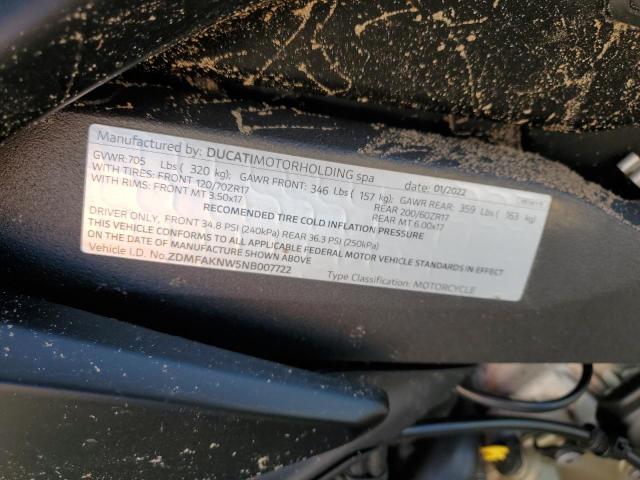 Manufactured by: DUCATIMOTORHOLDING spa date: 01/2022
GVWR:705 Lbs ( 320 kg); GAWR FRONT: 346 Lbs ( 157 kg); GAWR REAR: 359 Lbs ( 163 kg)
WITH TIRES: FRONT 120/70ZR17 REAR 200/60ZR17
WITH RIMS: FRONT MT 3.50x17 REAR MT 6.00x17
RECOMENDED TIRE COLD INFLATION PRESSURE
DRIVER ONLY, FRONT 34.8 PSI (240kPa) REAR 36.3 PSI (250kPa)
THIS VEHICLE CONFORMS TO ALL APPLICABLE FEDERAL MOTOR VEHICLE STANDARDS IN EFFECT
ON THE DATE OF MANUFACTURE SHOWN ABOVE
Vehicle I.D. No.ZDMFAKNW5NB007722 Type Classification: MOTORCYCLE